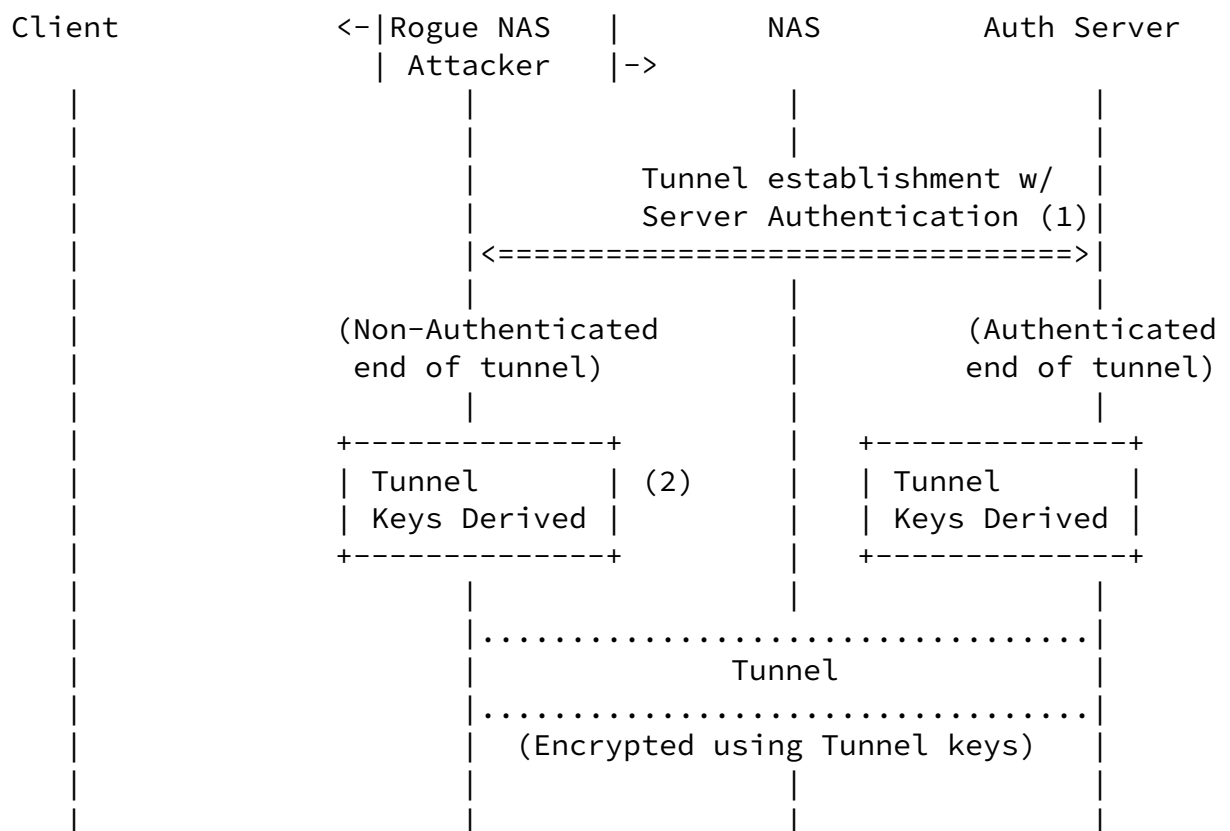 Client <-|Rogue NAS | NAS Auth Server
| Attacker |->
Tunnel establishment w/
Server Authentication (1)
<================================>
(Non-Authenticated (Authenticated
end of tunnel) end of tunnel)
+--------------+ +--------------+
| Tunnel | (2) | Tunnel |
| Keys Derived | | Keys Derived |
+--------------+ +--------------+
|..................................|
Tunnel
|..................................|
(Encrypted using Tunnel keys)